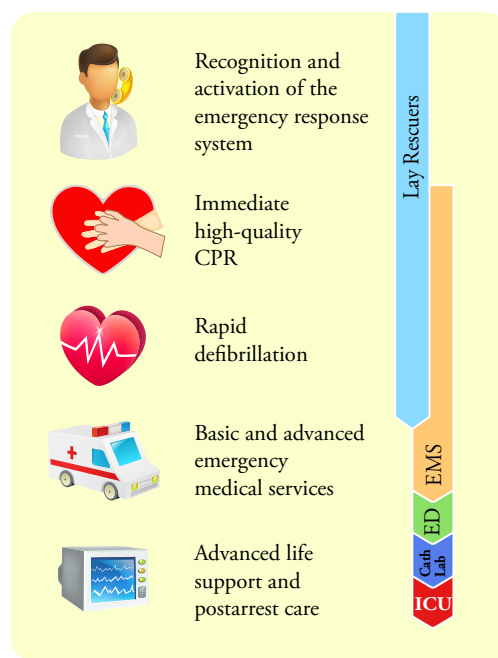 Recognition and
activation of the
emergency response
system
Immediate
high-quality
CPR
Rapid
defibrillation
Basic and advanced
emergency
medical services
Advanced life
support and
postarrest care
Lay Rescuers
EMS
ED
Cath
Lab
ICU